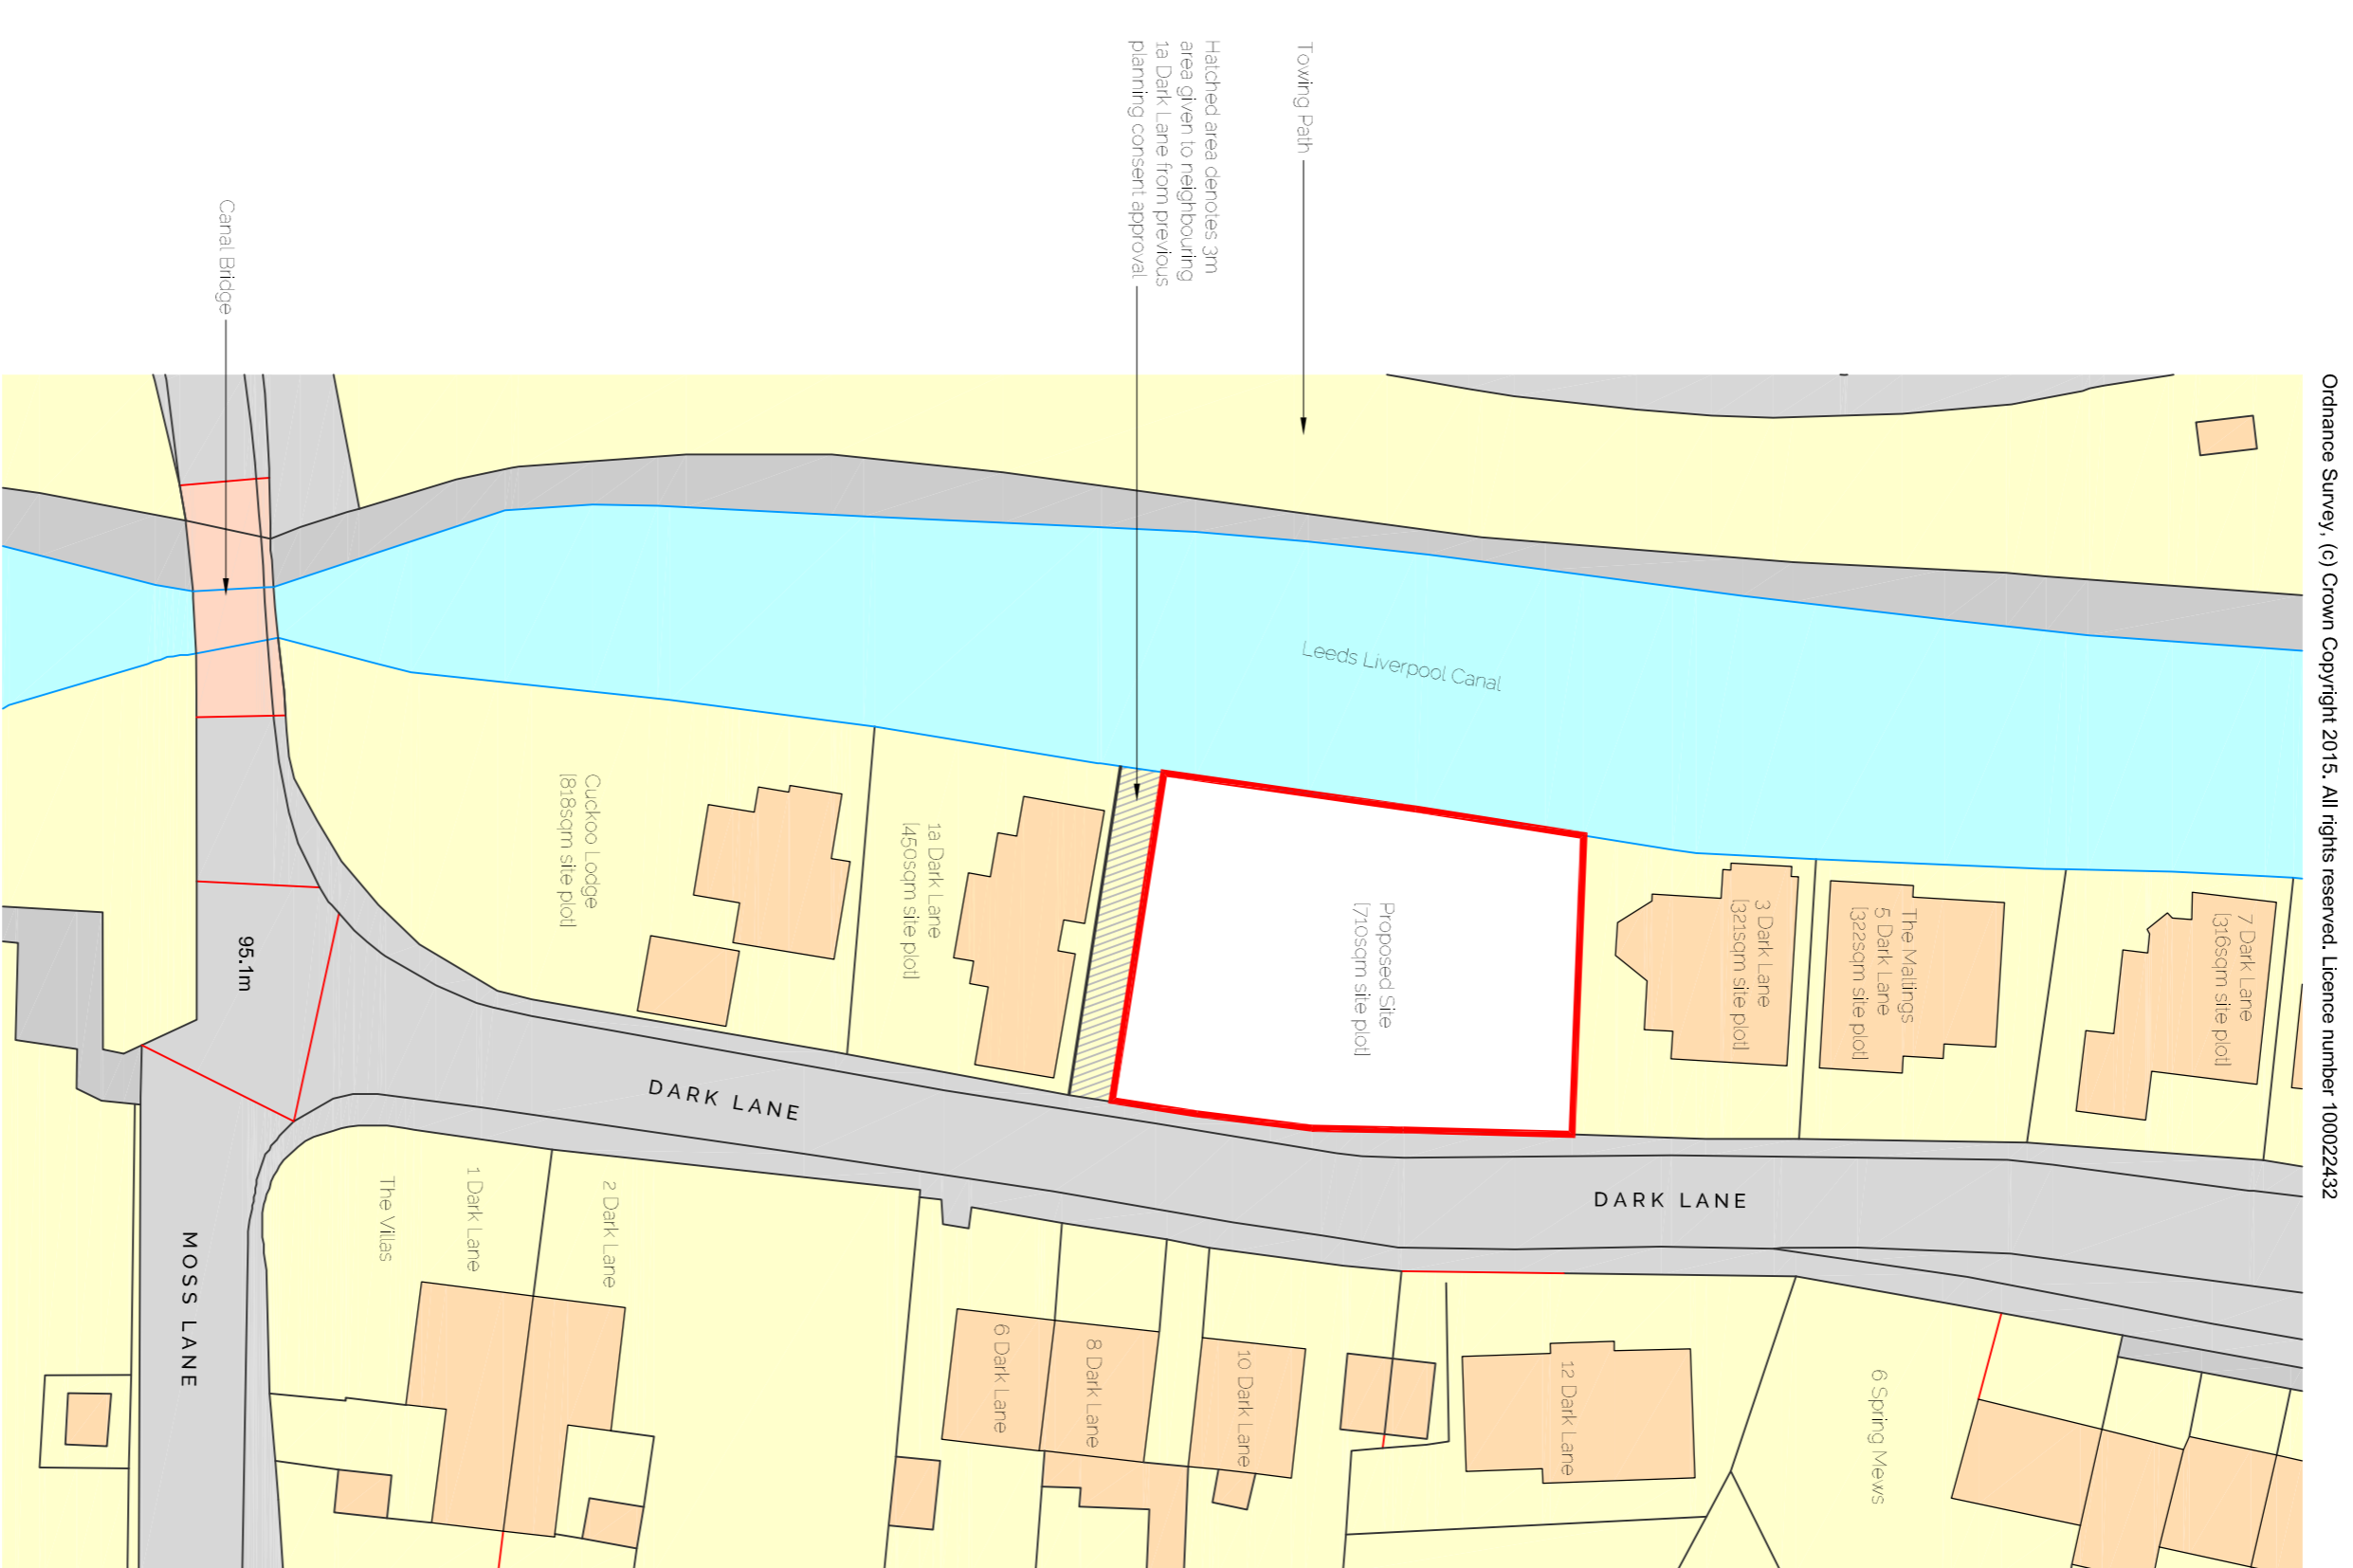 Ordnance Survey, (c) Crown Copyright 2015. All rights reserved. Licence number 100022432
Towing Path
Hatched area denotes 3m
area given to neighbouring
1a Dark Lane from previous
planning consent approval
Canal Bridge
Leeds Liverpool Canal
Cuckoo Lodge
[818sqm site plot]
1a Dark Lane
[450sqm site plot]
Proposed Site
[710sqm site plot]
3 Dark Lane
[321sqm site plot]
The Maltings
5 Dark Lane
[322sqm site plot]
7 Dark Lane
[316sqm site plot]
95.1m
DARK LANE
DARK LANE
MOSS LANE
The Villas
1 Dark Lane
2 Dark Lane
6 Dark Lane
8 Dark Lane
10 Dark Lane
12 Dark Lane
6 Spring Mews